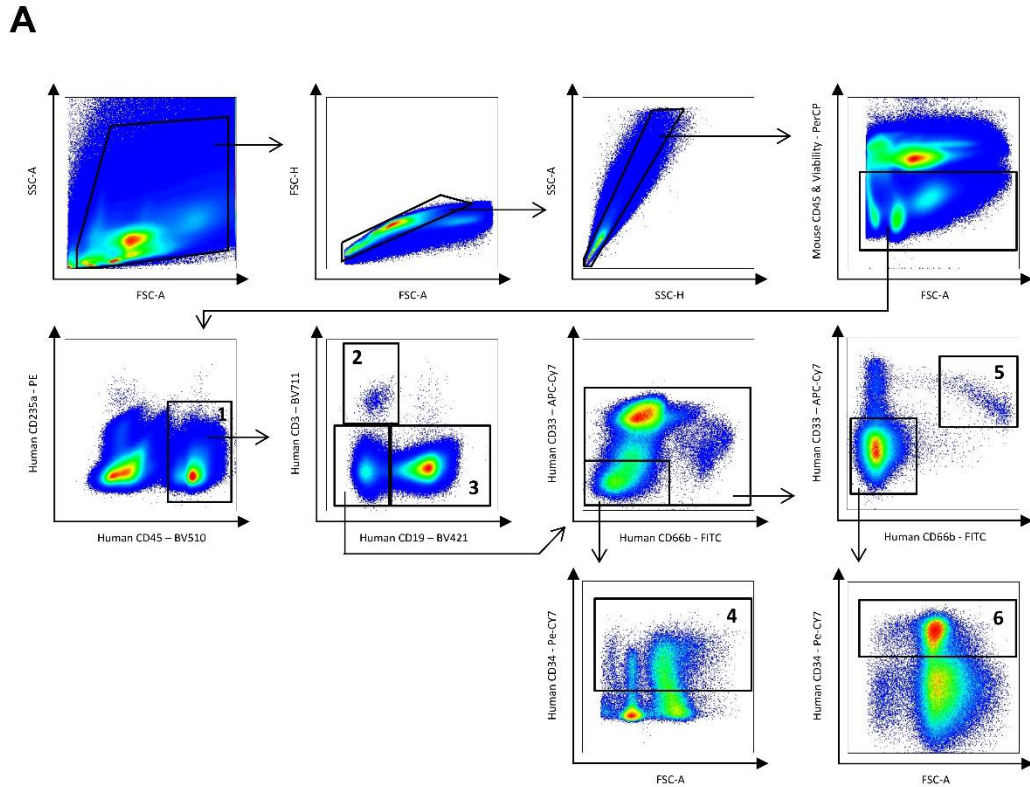 A
SSC-A
FSC-A
FSC-H
FSC-A
SSC-A
SSC-H
Mouse CD45 & Viability - PerCP
FSC-A
Human CD235a - PE
1
Human CD45 – BV510
Human CD3 – BV711
2
3
Human CD19 – BV421
Human CD33 – APC-Cy7
Human CD66b - FITC
Human CD33 – APC-Cy7
5
Human CD66b - FITC
Human CD34 - Pe-CY7
4
FSC-A
Human CD34 - Pe-CY7
6
FSC-A